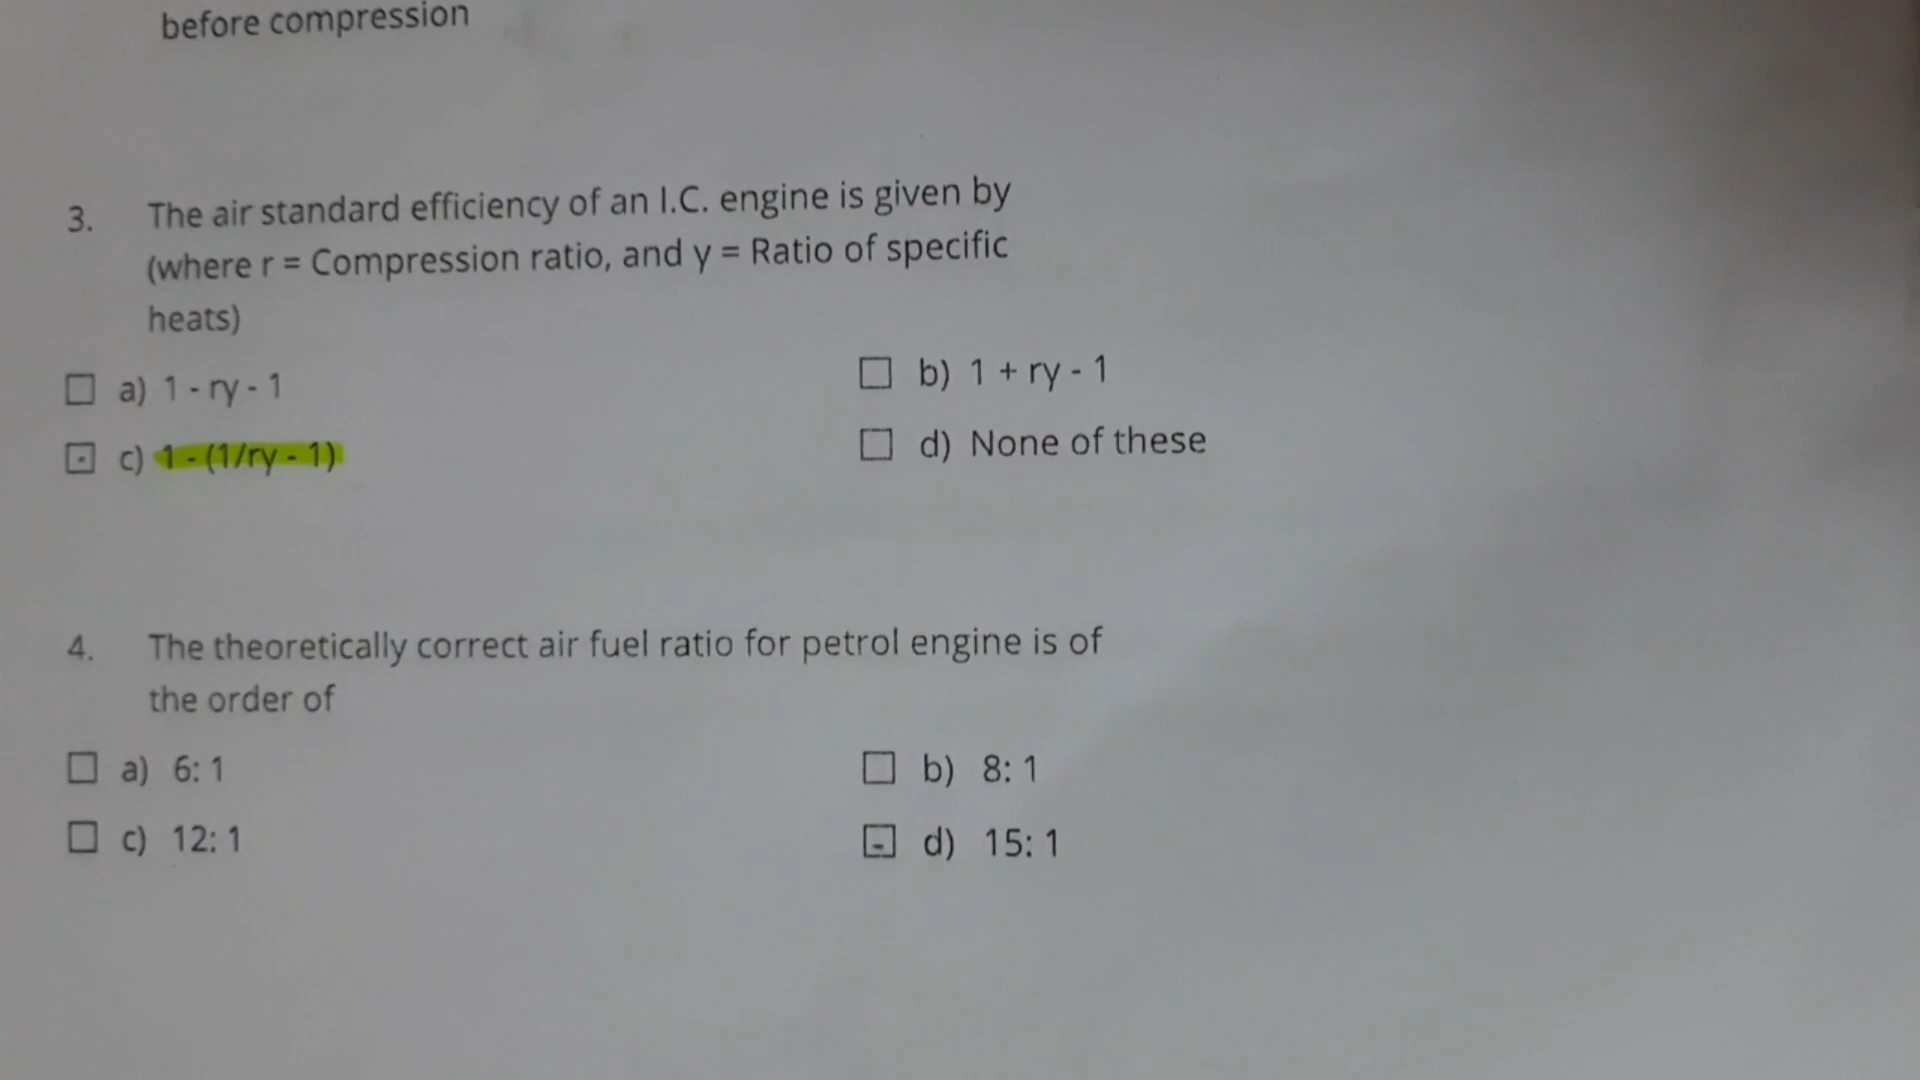 before compression
3. The air standard efficiency of an I.C. engine is given by
(where r = Compression ratio, and y = Ratio of specific
heats)
a) 1 - ry - 1
b) 1 + ry - 1
c) 1 - (1/ry - 1)
d) None of these
4. The theoretically correct air fuel ratio for petrol engine is of
the order of
a) 6: 1
b) 8: 1
c) 12: 1
d) 15: 1